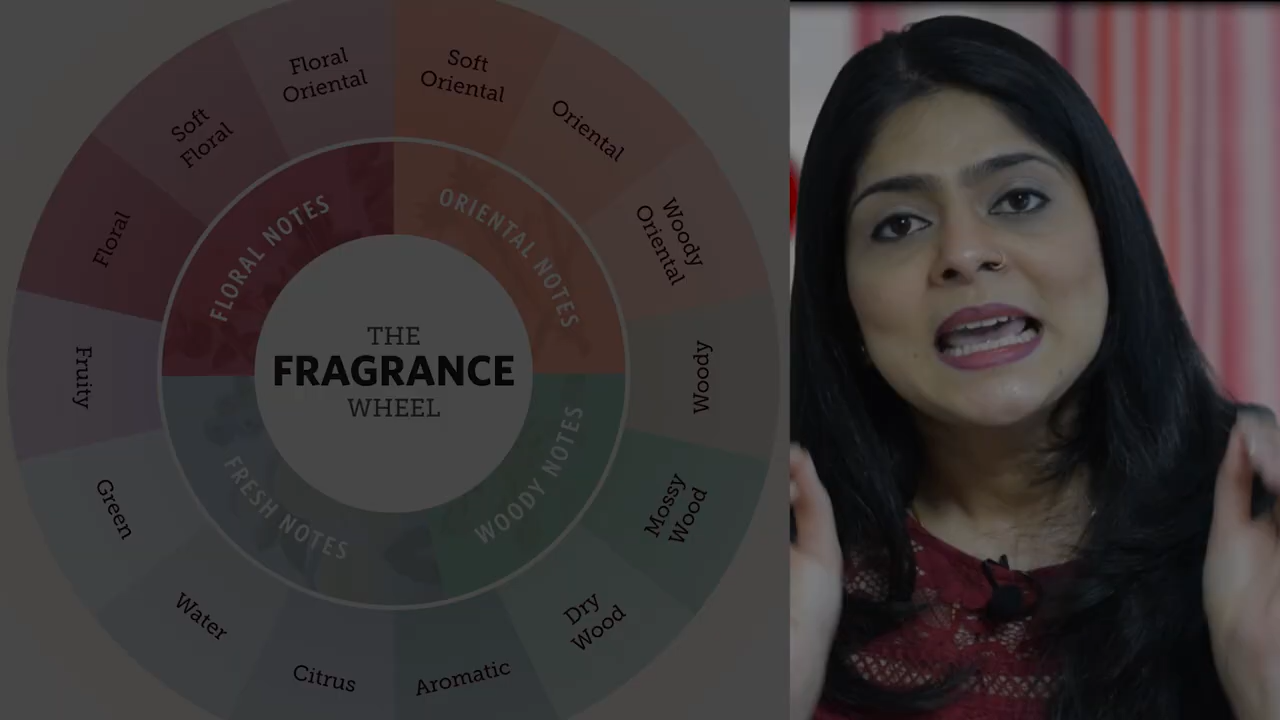 Floral
Oriental
Soft
Oriental
Oriental
Woody
Oriental
Woody
Mossy
Wood
Dry
Wood
Aromatic
Citrus
Water
Green
Fruity
Floral
Soft
Floral
FLORAL NOTES
ORIENTAL NOTES
WOODY NOTES
FRESH NOTES
THE
FRAGRANCE
WHEEL